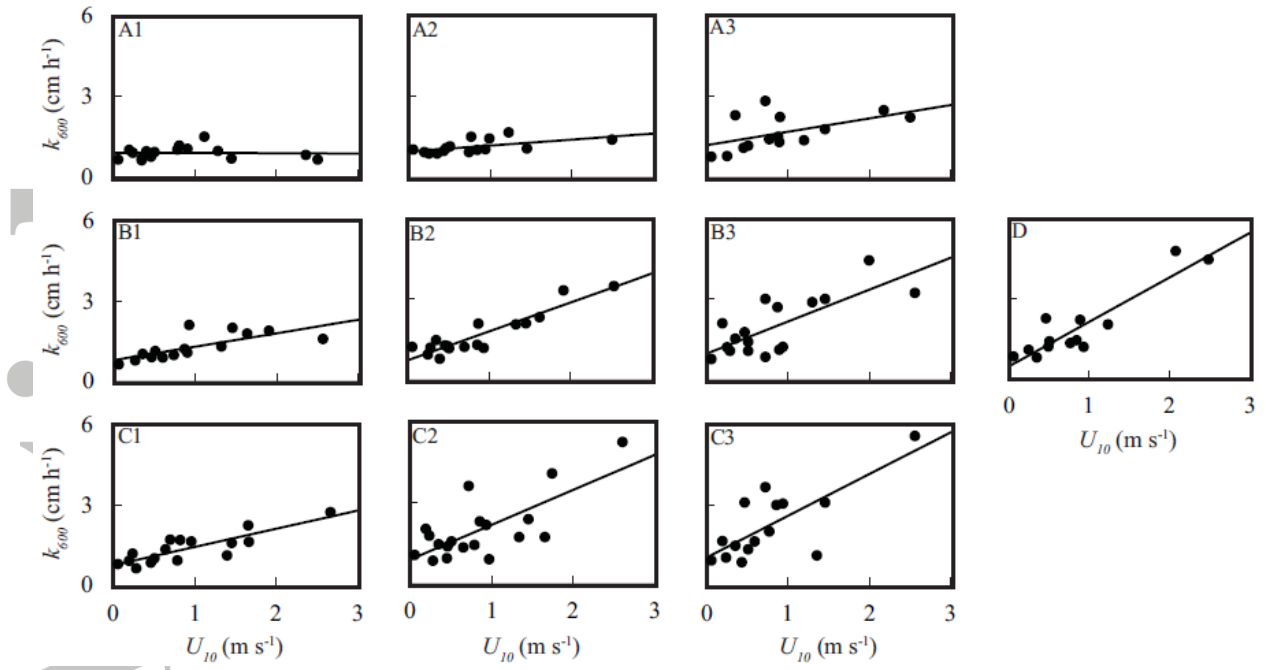 6
A1
A2
A3
3
k600 (cm h-1)
0
6
B1
B2
B3
D
3
k600 (cm h-1)
0
0 1 2 3
U10 (m s-1)
6
C1
C2
C3
3
k600 (cm h-1)
0
0 1 2 3
0 1 2 3
0 1 2 3
U10 (m s-1)
U10 (m s-1)
U10 (m s-1)